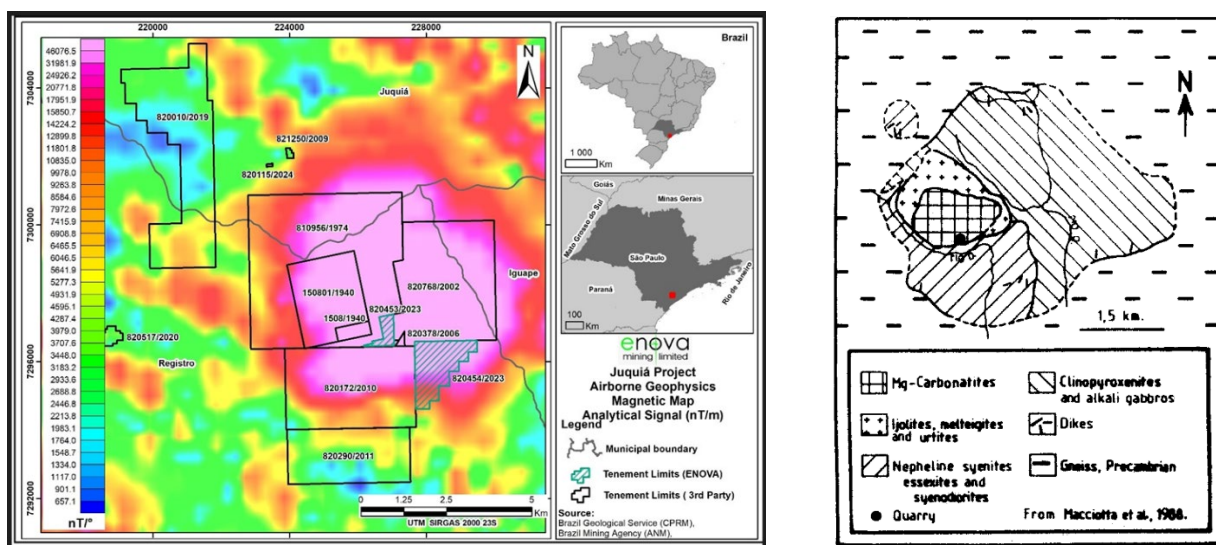 220000
224000
228000
7304000
7300000
7296000
7292000
46076.5
31981.9
24926.2
20771.8
17951.9
15224.2
12899.8
10835.0
9978.0
9263.8
8564.6
7972.6
7415.9
6908.2
6465.5
6045.1
5641.9
5277.3
4931.9
4595.1
4287.4
3979.0
3707.6
3448.0
3183.2
2933.6
2688.8
2446.8
2213.8
1983.1
1764.0
1548.7
1334.0
1117.0
901.1
657.1
nT/°
820010/2019
Juquiá
821250/2009
820115/2024
810956/1974
Iguape
150801/1940
820768/2002
820453/2023
1508/1940
820378/2006
820517/2020
Registro
820172/2010
820454/2023
820290/2011
N
0 1.25 2.5 5
Km
UTM SIRGAS 2000 23S
Brazil
1 000
Km
Goiás
Mato Grosso do Sul
Minas Gerais
São Paulo
Rio de Janeiro
Paraná
100
Km
enova
mining limited
Juquiá Project
Airborne Geophysics
Magnetic Map
Analytical Signal (nT/m)
Legend
Municipal boundary
Tenement Limits (ENOVA)
Tenement Limits (3rd Party)
Source:
Brazil Geological Service (CPRM),
Brazil Mining Agency (ANM),
N
1,5 km.
Mg-Carbonatites
Ijolites, melteigites
and urtites
Nepheline syenites
essexites and
syenodiorites
Quarry
Clinopyroxenites
and alkali gabbros
Dikes
Gneiss, Precambrian
From Macciotta et al., 1988.